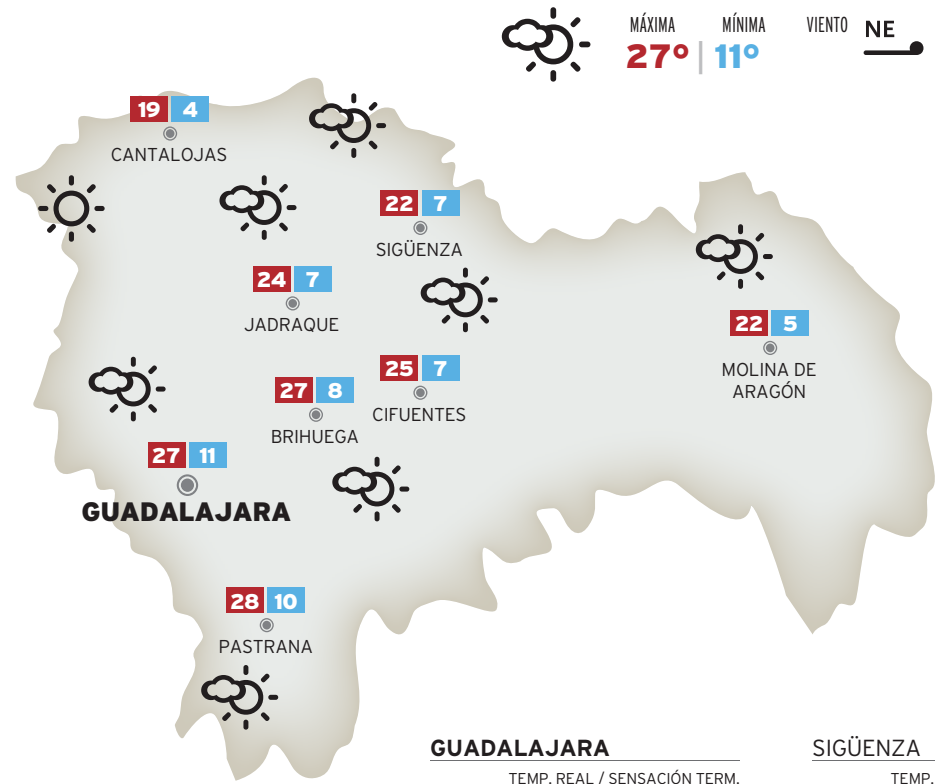 MÁXIMA MÍNIMA VIENTO NE
27° 11°
19 4
CANTALOJAS
22 7
SIGÜENZA
24 7
JADRAQUE
22 5
MOLINA DE
ARAGÓN
25 7
CIFUENTES
27 8
BRIHUEGA
27 11
GUADALAJARA
28 10
PASTRANA
GUADALAJARA SIGÜENZA
TEMP. REAL / SENSACIÓN TERM. TEMP.